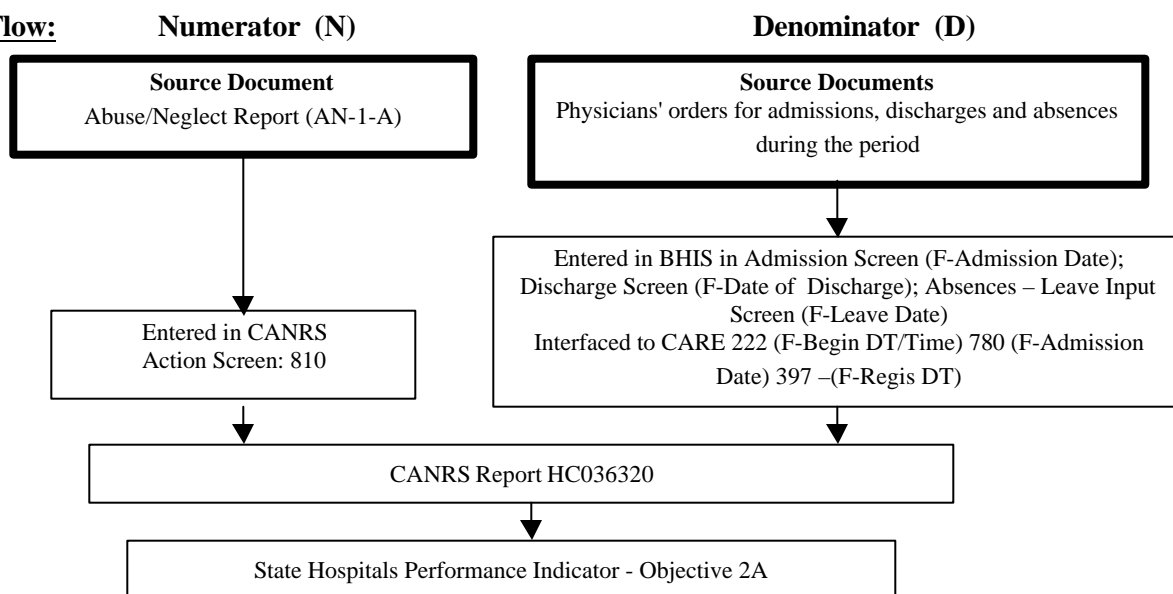 Flow: Numerator (N) Denominator (D)
Source Document
Abuse/Neglect Report (AN-1-A)
Source Documents
Physicians' orders for admissions, discharges and absences
during the period
Entered in CANRS
Action Screen: 810
Entered in BHIS in Admission Screen (F-Admission Date);
Discharge Screen (F-Date of Discharge); Absences – Leave Input
Screen (F-Leave Date)
Interfaced to CARE 222 (F-Begin DT/Time) 780 (F-Admission
Date) 397 –(F-Regis DT)
CANRS Report HC036320
State Hospitals Performance Indicator - Objective 2A